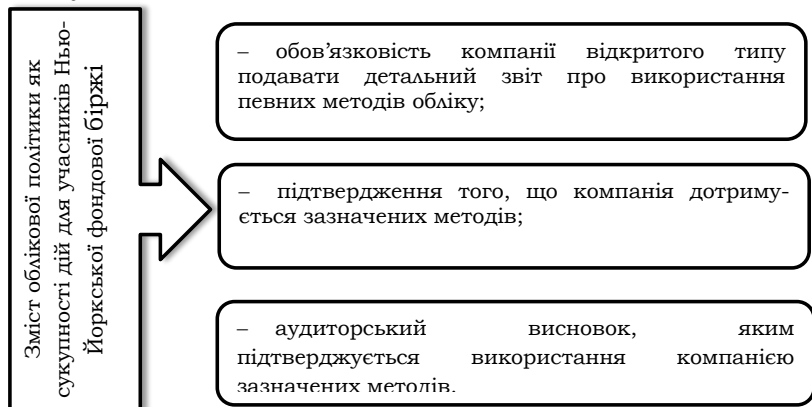 Зміст облікової політики як
сукупності дій для учасників Нью-
Йоркської фондової біржі
– обов’язковість компанії відкритого типу
подавати детальний звіт про використання
певних методів обліку;
– підтвердження того, що компанія дотриму-
ється зазначених методів;
– аудиторський висновок, яким
підтверджується використання компанією
зазначених методів.